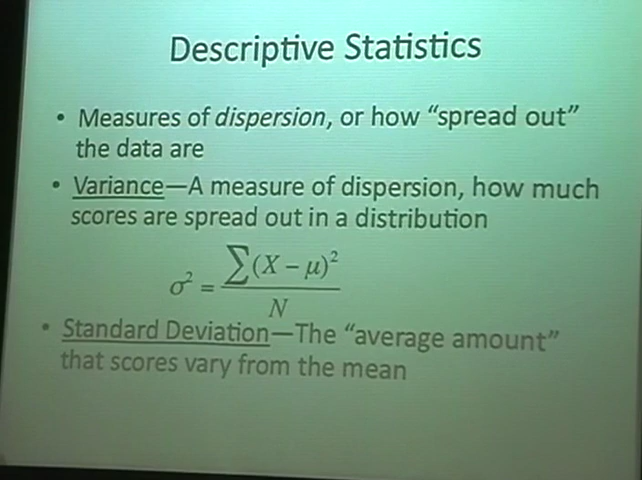 Descriptive Statistics
• Measures of dispersion, or how “spread out”
the data are
• Variance—A measure of dispersion, how much
scores are spread out in a distribution
σ² = ∑(X – μ)² / N
• Standard Deviation—The “average amount”
that scores vary from the mean